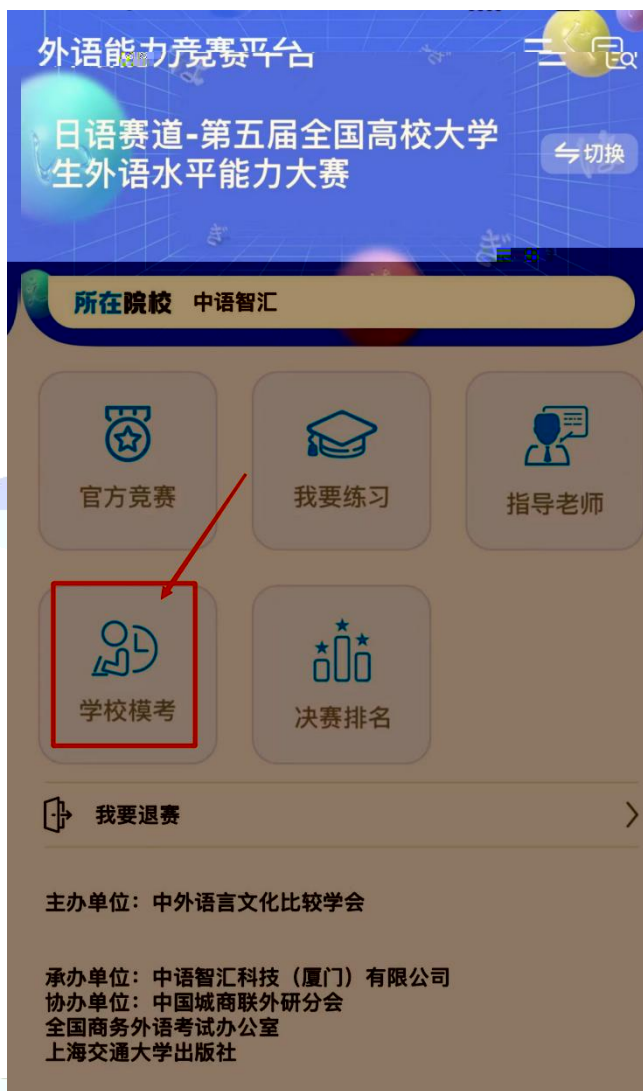 外语能力竞赛平台
日语赛道-第五届全国高校大学
生外语水平能力大赛
切换
所在院校 中语智汇
官方竞赛 我要练习 指导老师
学校模考 决赛排名
我要退赛
主办单位：中外语言文化比较学会
承办单位：中语智汇科技（厦门）有限公司
协办单位：中国城商联外研分会
全国商务外语考试办公室
上海交通大学出版社